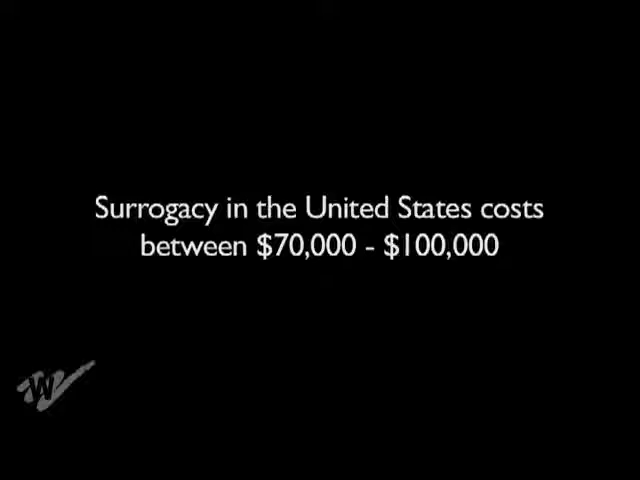 Surrogacy in the United States costs
between $70,000 - $100,000
W